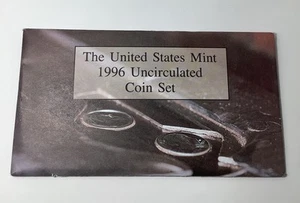 The United States Mint
1996 Uncirculated
Coin Set